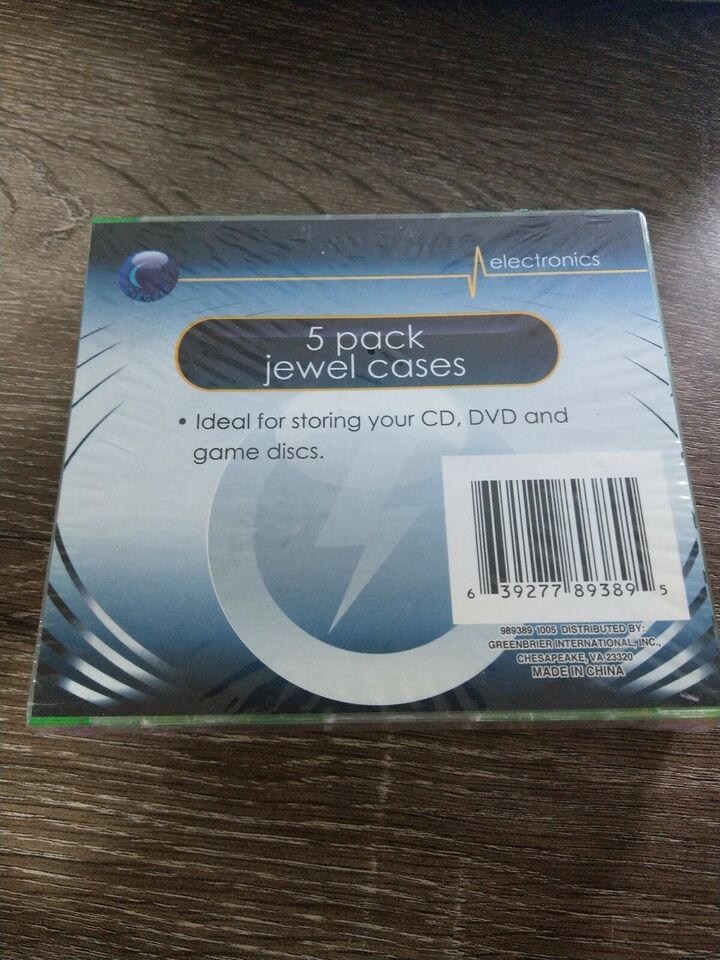 electronics
5 pack
jewel cases
• Ideal for storing your CD, DVD and
game discs.
6 39277 89389 5
989389 1005 DISTRIBUTED BY:
GREENBRIER INTERNATIONAL, INC.,
CHESAPEAKE, VA 23320
MADE IN CHINA